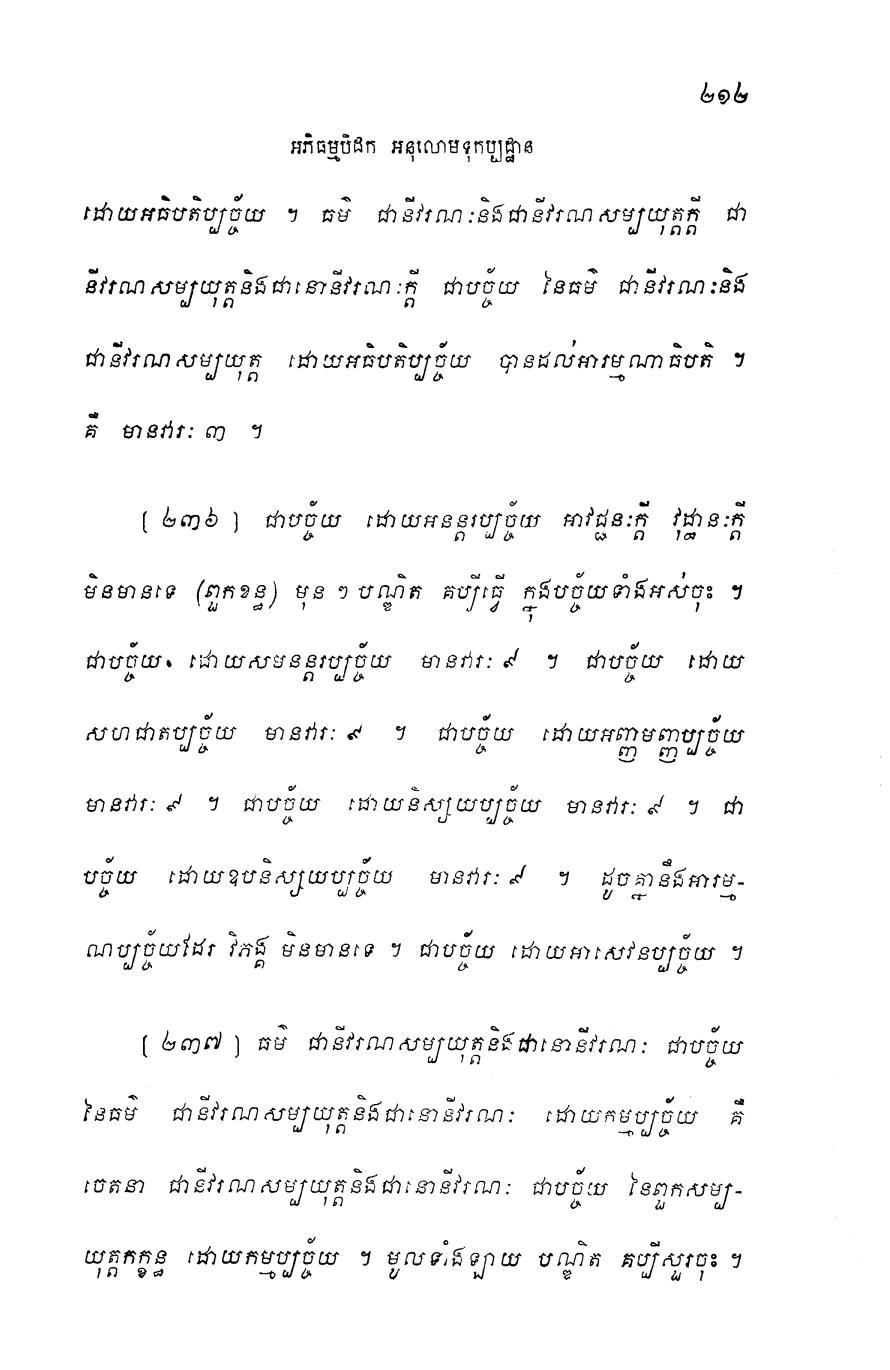 ២១២
អភិធម្មបិដក អនុលោមទុកប្បដ្ឋាន
ដោយអធិបតិប្បច្ច័យ ។ ធម៌ ជានីវរណៈនិងជានីវរណសម្បយុត្តក្តី ជា
នីវរណសម្បយុត្តនិងជានោនីវរណៈក្តី ជាបច្ច័យ នៃធម៌ ជានីវរណៈនិង
ជានីវរណសម្បយុត្ត ដោយអធិបតិប្បច្ច័យ បានដល់អារម្មណាធិបតិ ។
គឺ មានវារៈ ៣ ។
[ ២៣៦ ] ជាបច្ច័យ ដោយអនន្តរប្បច្ច័យ អាវជ្ជនៈក្តី វុដ្ឋានៈក្តី
មិនមានទេ (ពួកខន្ធ) មុន ៗ បណ្ឌិត គប្បីធ្វើ ក្នុងបច្ច័យទាំងអស់ចុះ ។
ជាបច្ច័យ ដោយសមនន្តរប្បច្ច័យ មានវារៈ ៩ ។ ជាបច្ច័យ ដោយ
សហជាតប្បច្ច័យ មានវារៈ ៩ ។ ជាបច្ច័យ ដោយអញ្ញមញ្ញប្បច្ច័យ
មានវារៈ ៩ ។ ជាបច្ច័យ ដោយនិស្សយប្បច្ច័យ មានវារៈ ៩ ។ ជា
បច្ច័យ ដោយឧបនិស្សយប្បច្ច័យ មានវារៈ ៩ ។ ដូចគ្នានឹងអារម្ម-
ណប្បច្ច័យដែរ វិភង្គ មិនមានទេ ។ ជាបច្ច័យ ដោយអាសេវនប្បច្ច័យ ។
[ ២៣៧ ] ធម៌ ជានីវរណសម្បយុត្តនិងជានោនីវរណៈ ជាបច្ច័យ
នៃធម៌ ជានីវរណសម្បយុត្តនិងជានោនីវរណៈ ដោយកម្មប្បច្ច័យ គឺ
ចេតនា ជានីវរណសម្បយុត្តនិងជានោនីវរណៈ ជាបច្ច័យ នៃពួកសម្ប-
យុត្តកក្ខន្ធ ដោយកម្មប្បច្ច័យ ។ មូលទាំងឡាយ បណ្ឌិត គប្បីសួរចុះ ។